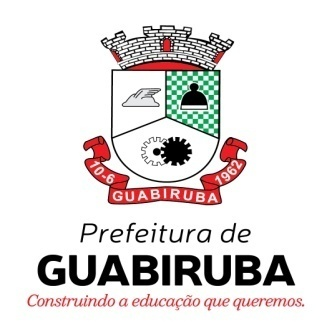 10-6 1962
GUABIRUBA
Prefeitura de
GUABIRUBA
Construindo a educação que queremos.